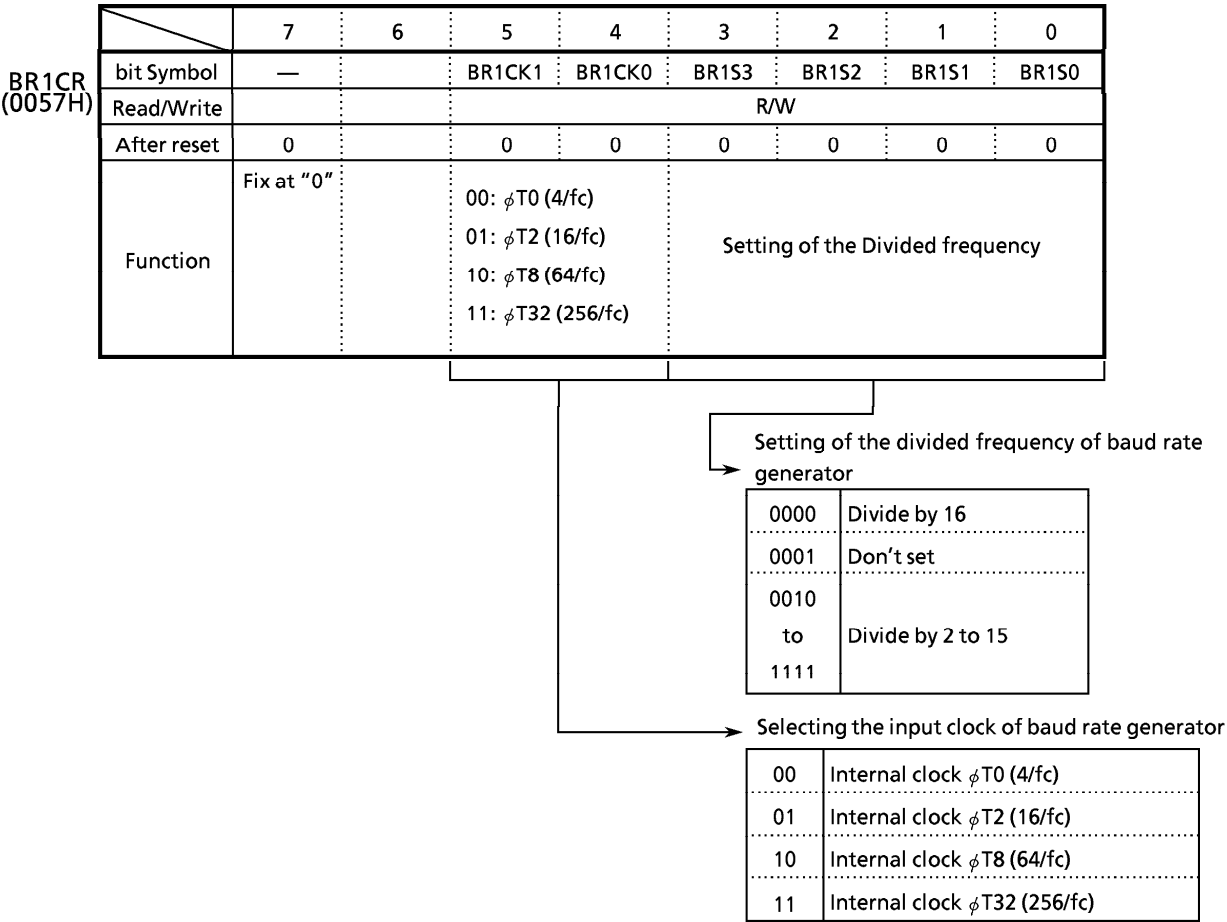 7 6 5 4 3 2 1 0
BR1CR
(0057H)
bit Symbol — BR1CK1 BR1CK0 BR1S3 BR1S2 BR1S1 BR1S0
Read/Write R/W
After reset 0 0 0 0 0 0 0
Function
Fix at “0”
00: ϕT0 (4/fc)
01: ϕT2 (16/fc)
10: ϕT8 (64/fc)
11: ϕT32 (256/fc)
Setting of the Divided frequency
Setting of the divided frequency of baud rate
generator
0000 Divide by 16
0001 Don’t set
0010
to Divide by 2 to 15
1111
Selecting the input clock of baud rate generator
00 Internal clock ϕT0 (4/fc)
01 Internal clock ϕT2 (16/fc)
10 Internal clock ϕT8 (64/fc)
11 Internal clock ϕT32 (256/fc)